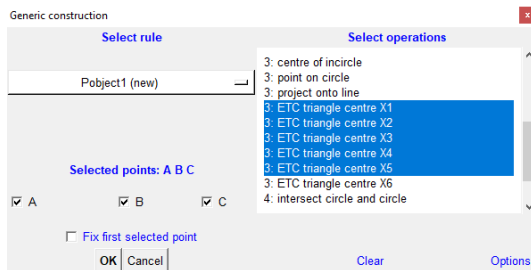 Generic construction
x
Select rule
Pobject1 (new)
Selected points: A B C
A B C
Fix first selected point
OK Cancel
Select operations
3: centre of incircle
3: point on circle
3: project onto line
3: ETC triangle centre X1
3: ETC triangle centre X2
3: ETC triangle centre X3
3: ETC triangle centre X4
3: ETC triangle centre X5
3: ETC triangle centre X6
4: intersect circle and circle
Clear Options